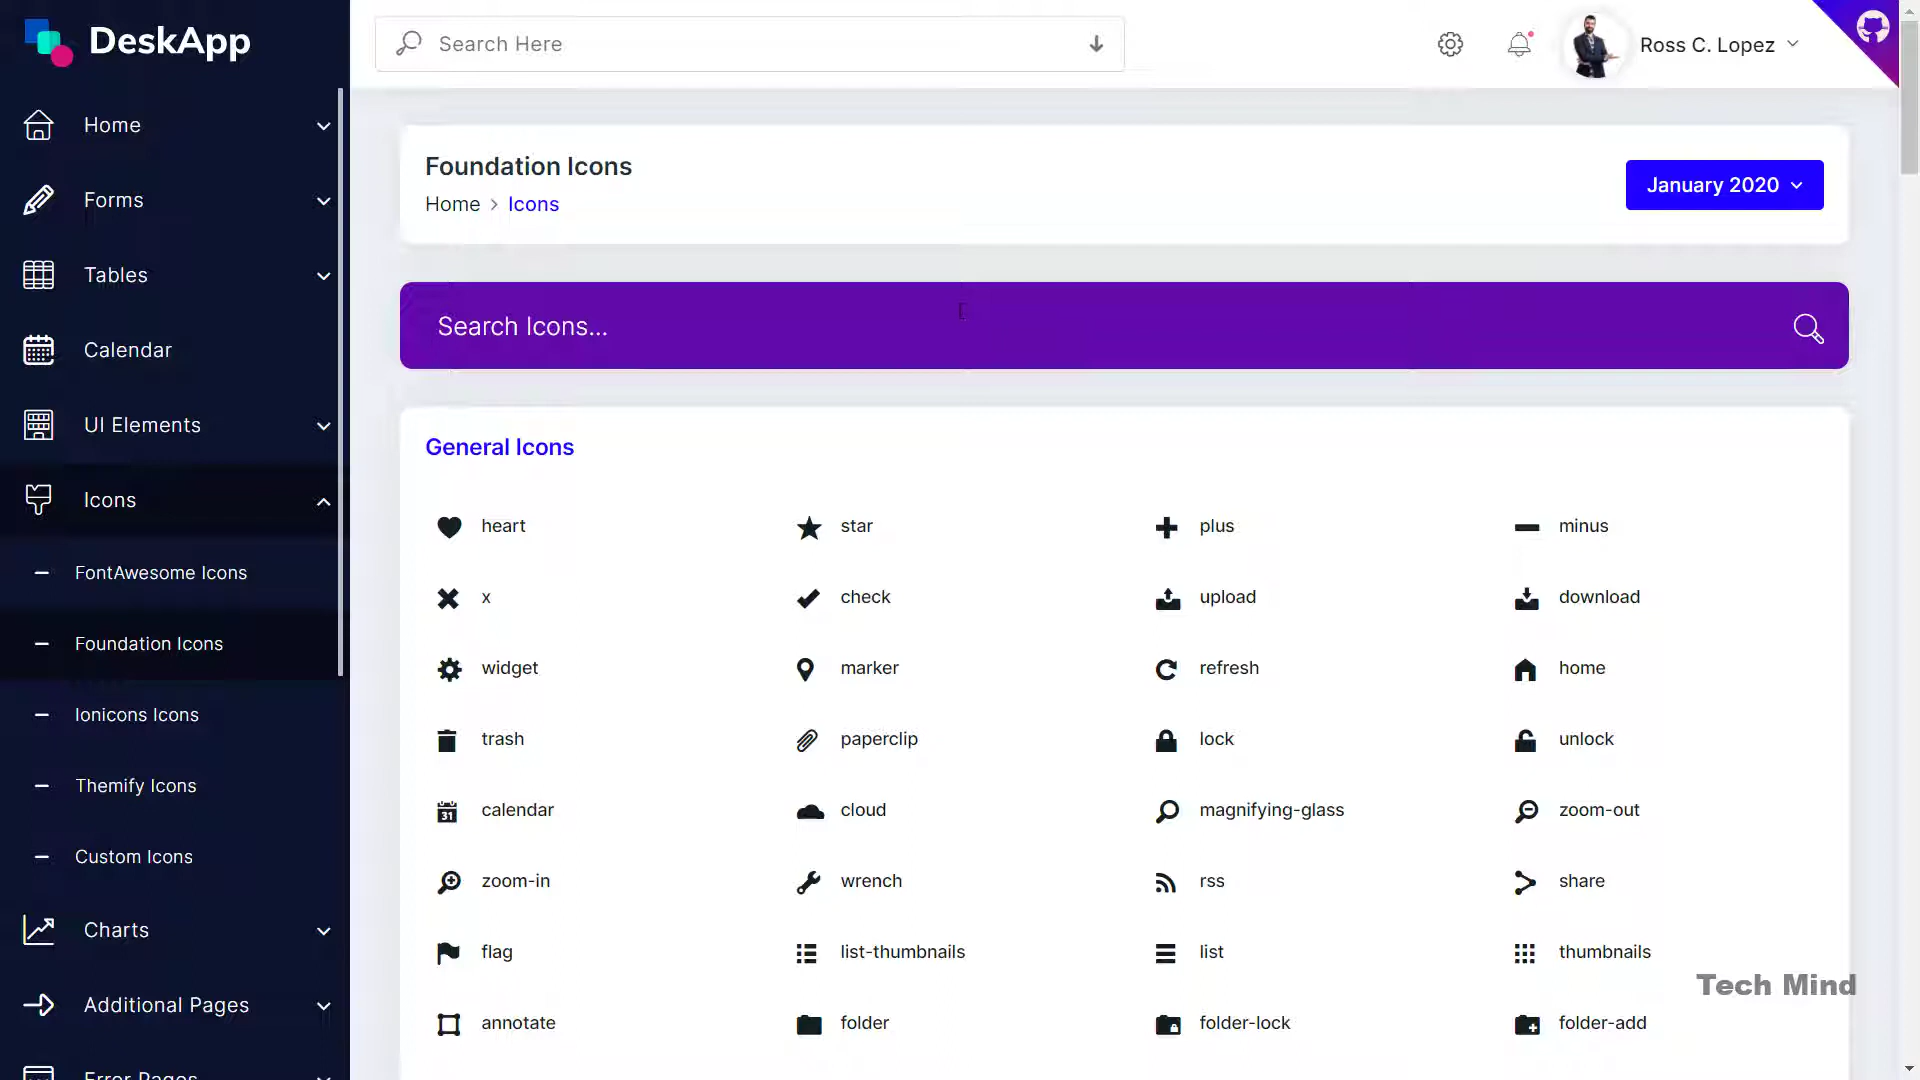 DeskApp
Search Here
Ross C. Lopez
Home
Forms
Tables
Calendar
UI Elements
Icons
FontAwesome Icons
Foundation Icons
Ionicons Icons
Themify Icons
Custom Icons
Charts
Additional Pages
Error Pages
Foundation Icons
Home > Icons
January 2020
Search Icons...
General Icons
heart star plus minus
x check upload download
widget marker refresh home
trash paperclip lock unlock
31 calendar cloud magnifying-glass zoom-out
zoom-in wrench rss share
flag list-thumbnails list thumbnails
annotate folder folder-lock folder-add
Tech Mind